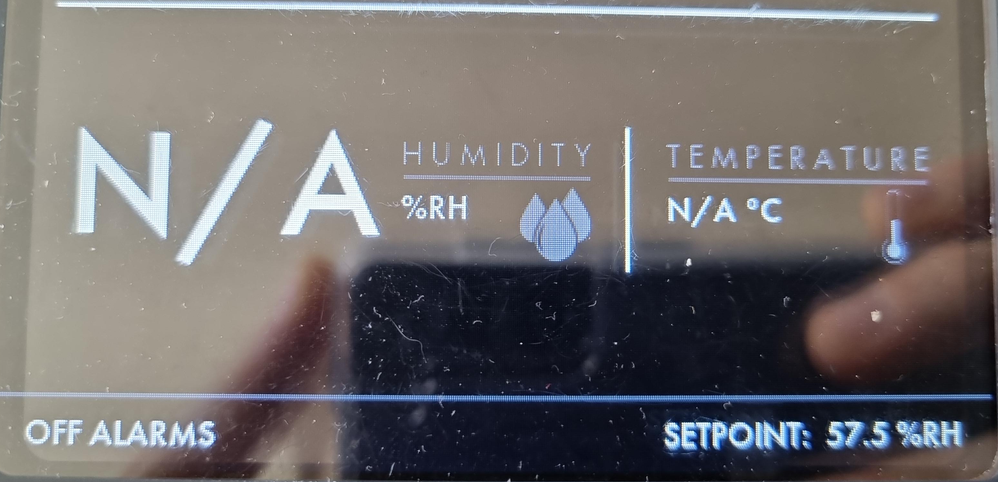 N/A HUMIDITY
%RH
TEMPERATURE
N/A °C
OFF ALARMS
SETPOINT: 57.5 %RH